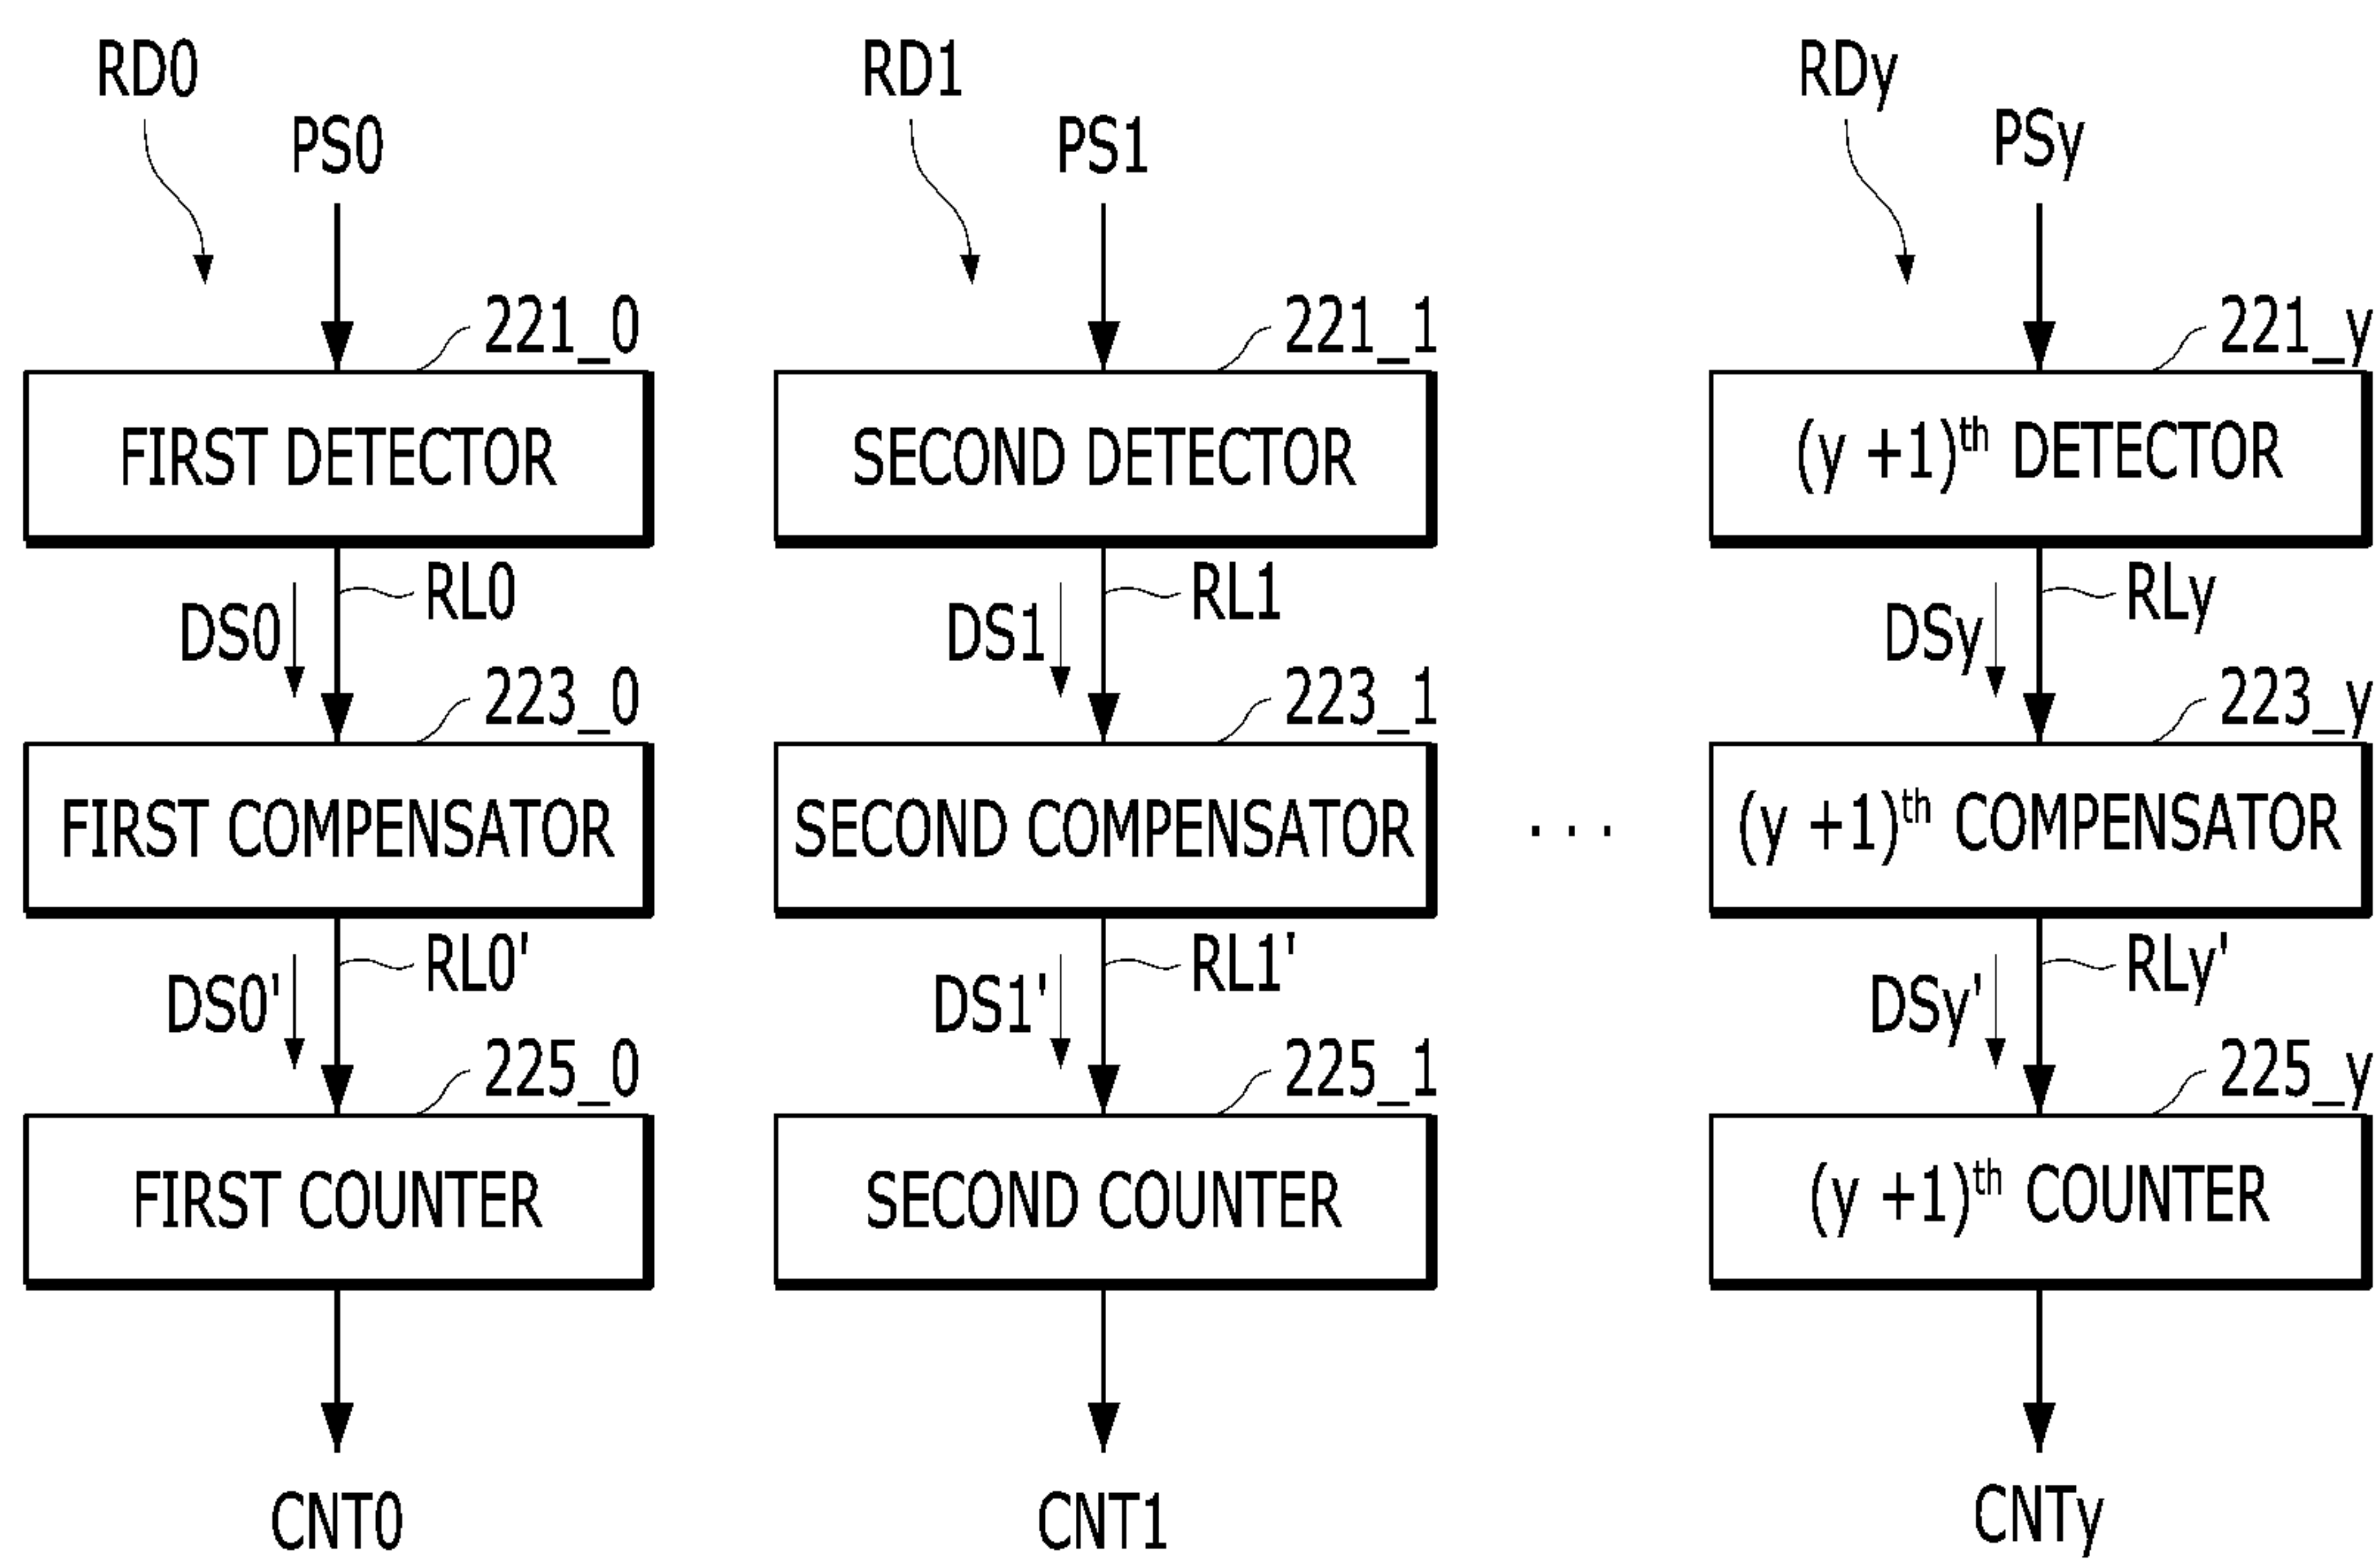 RD0 RD1 RDy
PS0 PS1 PSy
221_0 221_1 221_y
FIRST DETECTOR SECOND DETECTOR (y +1)th DETECTOR
RL0 RL1 RLy
DS0 DS1 DSy
223_0 223_1 223_y
FIRST COMPENSATOR SECOND COMPENSATOR . . . (y +1)th COMPENSATOR
RL0' RL1' RLy'
DS0' DS1' DSy'
225_0 225_1 225_y
FIRST COUNTER SECOND COUNTER (y +1)th COUNTER
CNT0 CNT1 CNTy